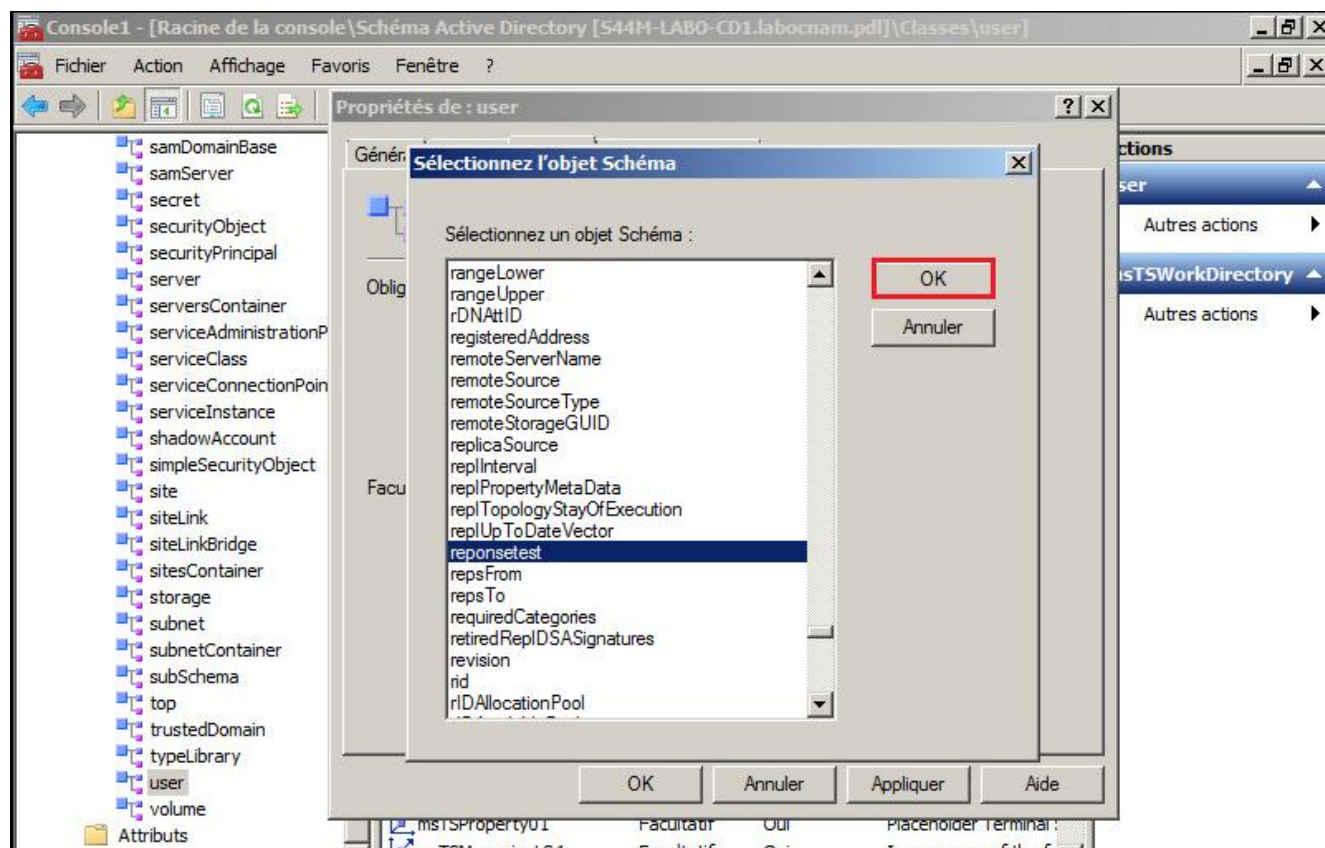 Console1 - [Racine de la console\Schéma Active Directory [S44M-LABO-CD1.labocnam.pdl]\Classes\user]
Fichier Action Affichage Favoris Fenêtre ?
Propriétés de : user
samDomainBase
samServer
secret
securityObject
securityPrincipal
server
serversContainer
serviceAdministrationP
serviceClass
serviceConnectionPoin
serviceInstance
shadowAccount
simpleSecurityObject
site
siteLink
siteLinkBridge
sitesContainer
storage
subnet
subnetContainer
subSchema
top
trustedDomain
typeLibrary
user
volume
Attributs
Génér
Oblig
Facu
Sélectionnez l'objet Schéma
Sélectionnez un objet Schéma :
rangeLower
rangeUpper
rDNAttID
registeredAddress
remoteServerName
remoteSource
remoteSourceType
remoteStorageGUID
replicaSource
replInterval
replPropertyMetaData
replTopologyStayOfExecution
replUpToDateVector
reponsetest
repsFrom
repsTo
requiredCategories
retiredReplDSASignatures
revision
rid
rIDAllocationPool
OK
Annuler
OK Annuler Appliquer Aide
ctions
ser
Autres actions
sTSWorkDirectory
Autres actions
msTSProperty01 Facultatif Oui Placeholder Terminal